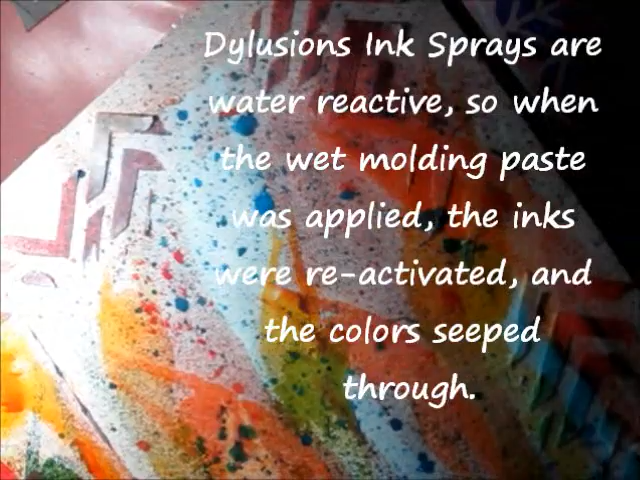 Dylusions Ink Sprays are
water reactive, so when
the wet molding paste
was applied, the inks
were re-activated, and
the colors seeped
through.